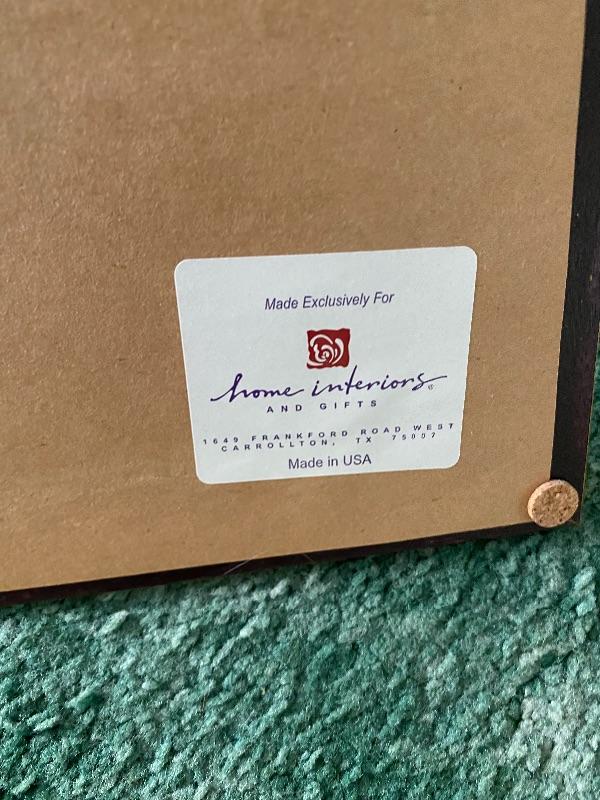 Made Exclusively For
home interiors®
AND GIFTS
1649 FRANKFORD ROAD WEST
CARROLLTON, TX 75007
Made in USA